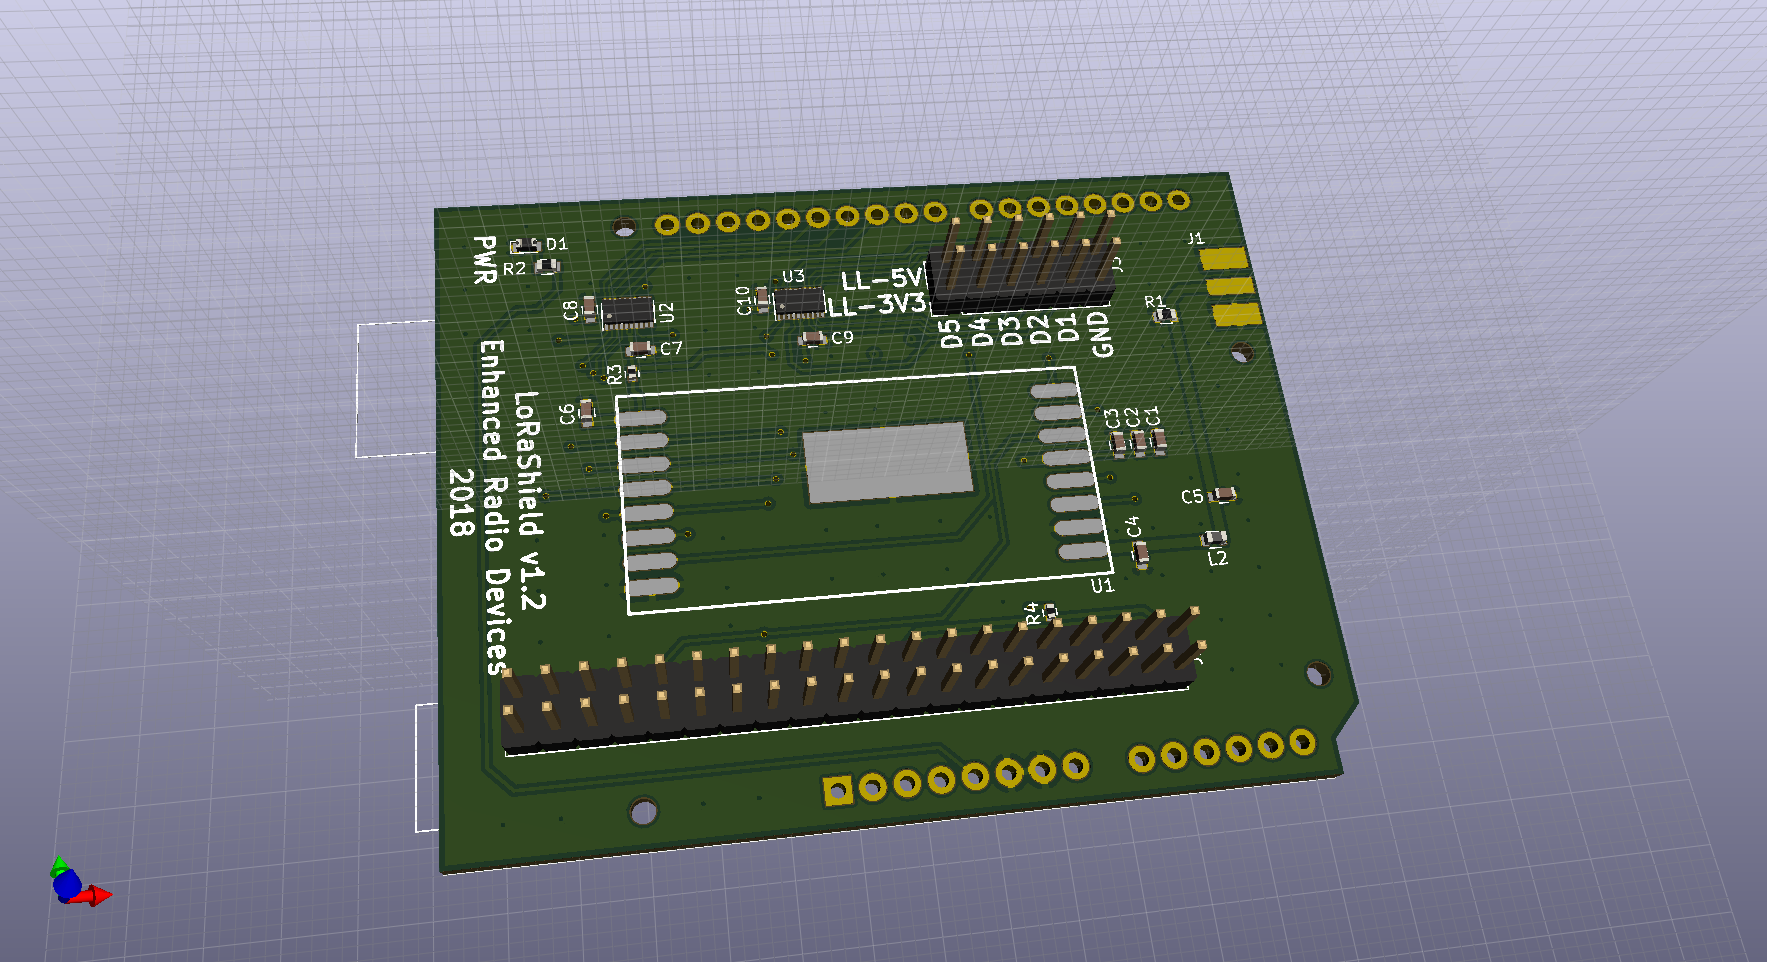 PWR
D1
R2
C8
U2
C7
R3
C6
C10
U3
C9
LL-5V
LL-3V3
D5
D4
D3
D2
D1
GND
J1
R1
C3
C2
C1
C5
C4
L2
U1
R4
LoRaShield v1.2
Enhanced Radio Devices
2018